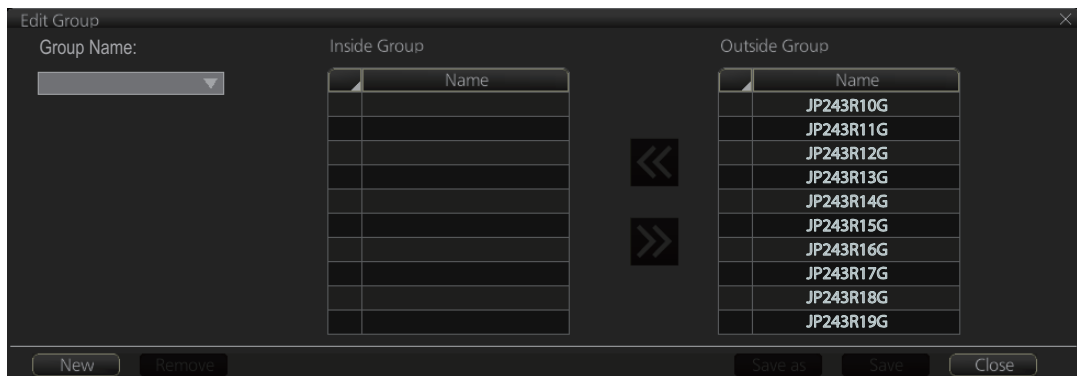 Edit Group
Group Name:
Inside Group
Outside Group
Name
Name
JP243R10G
JP243R11G
JP243R12G
JP243R13G
JP243R14G
JP243R15G
JP243R16G
JP243R17G
JP243R18G
JP243R19G
New
Remove
Save as
Save
Close